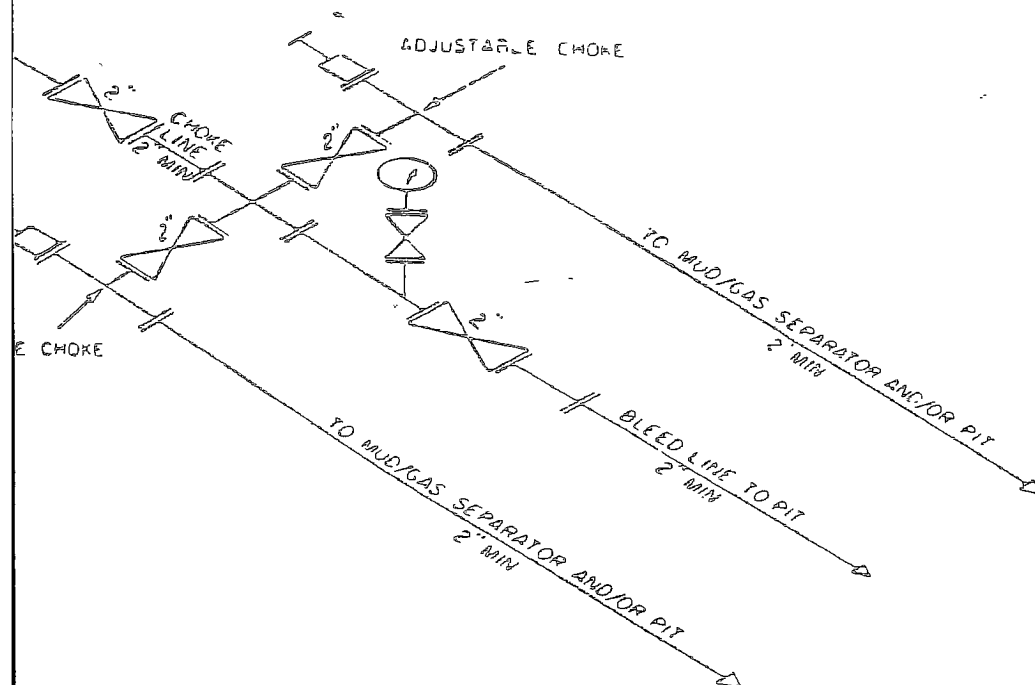 ADJUSTABLE CHOKE
2"
CHOKE
LINE
2" MIN
2"
2"
TO MUD/GAS SEPARATOR AND/OR PIT
2" MIN
2"
E CHOKE
BLEED LINE TO PIT
2" MIN
TO MUD/GAS SEPARATOR AND/OR PIT
2" MIN